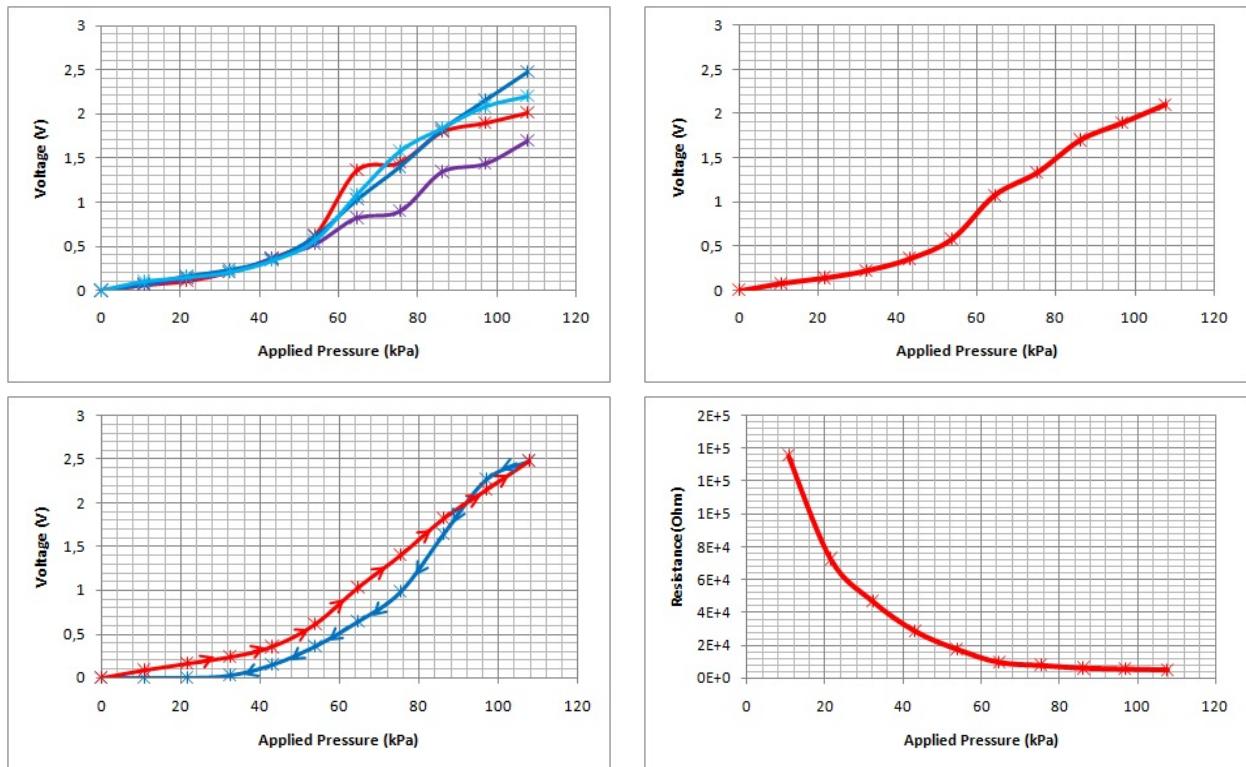 3
2,5
2
1,5
1
0,5
0
Voltage (V)
0 20 40 60 80 100 120
Applied Pressure (kPa)
3
2,5
2
1,5
1
0,5
0
Voltage (V)
0 20 40 60 80 100 120
Applied Pressure (kPa)
3
2,5
2
1,5
1
0,5
0
Voltage (V)
0 20 40 60 80 100 120
Applied Pressure (kPa)
2E+5
1E+5
1E+5
1E+5
8E+4
6E+4
4E+4
2E+4
0E+0
Resistance(Ohm)
0 20 40 60 80 100 120
Applied Pressure (kPa)